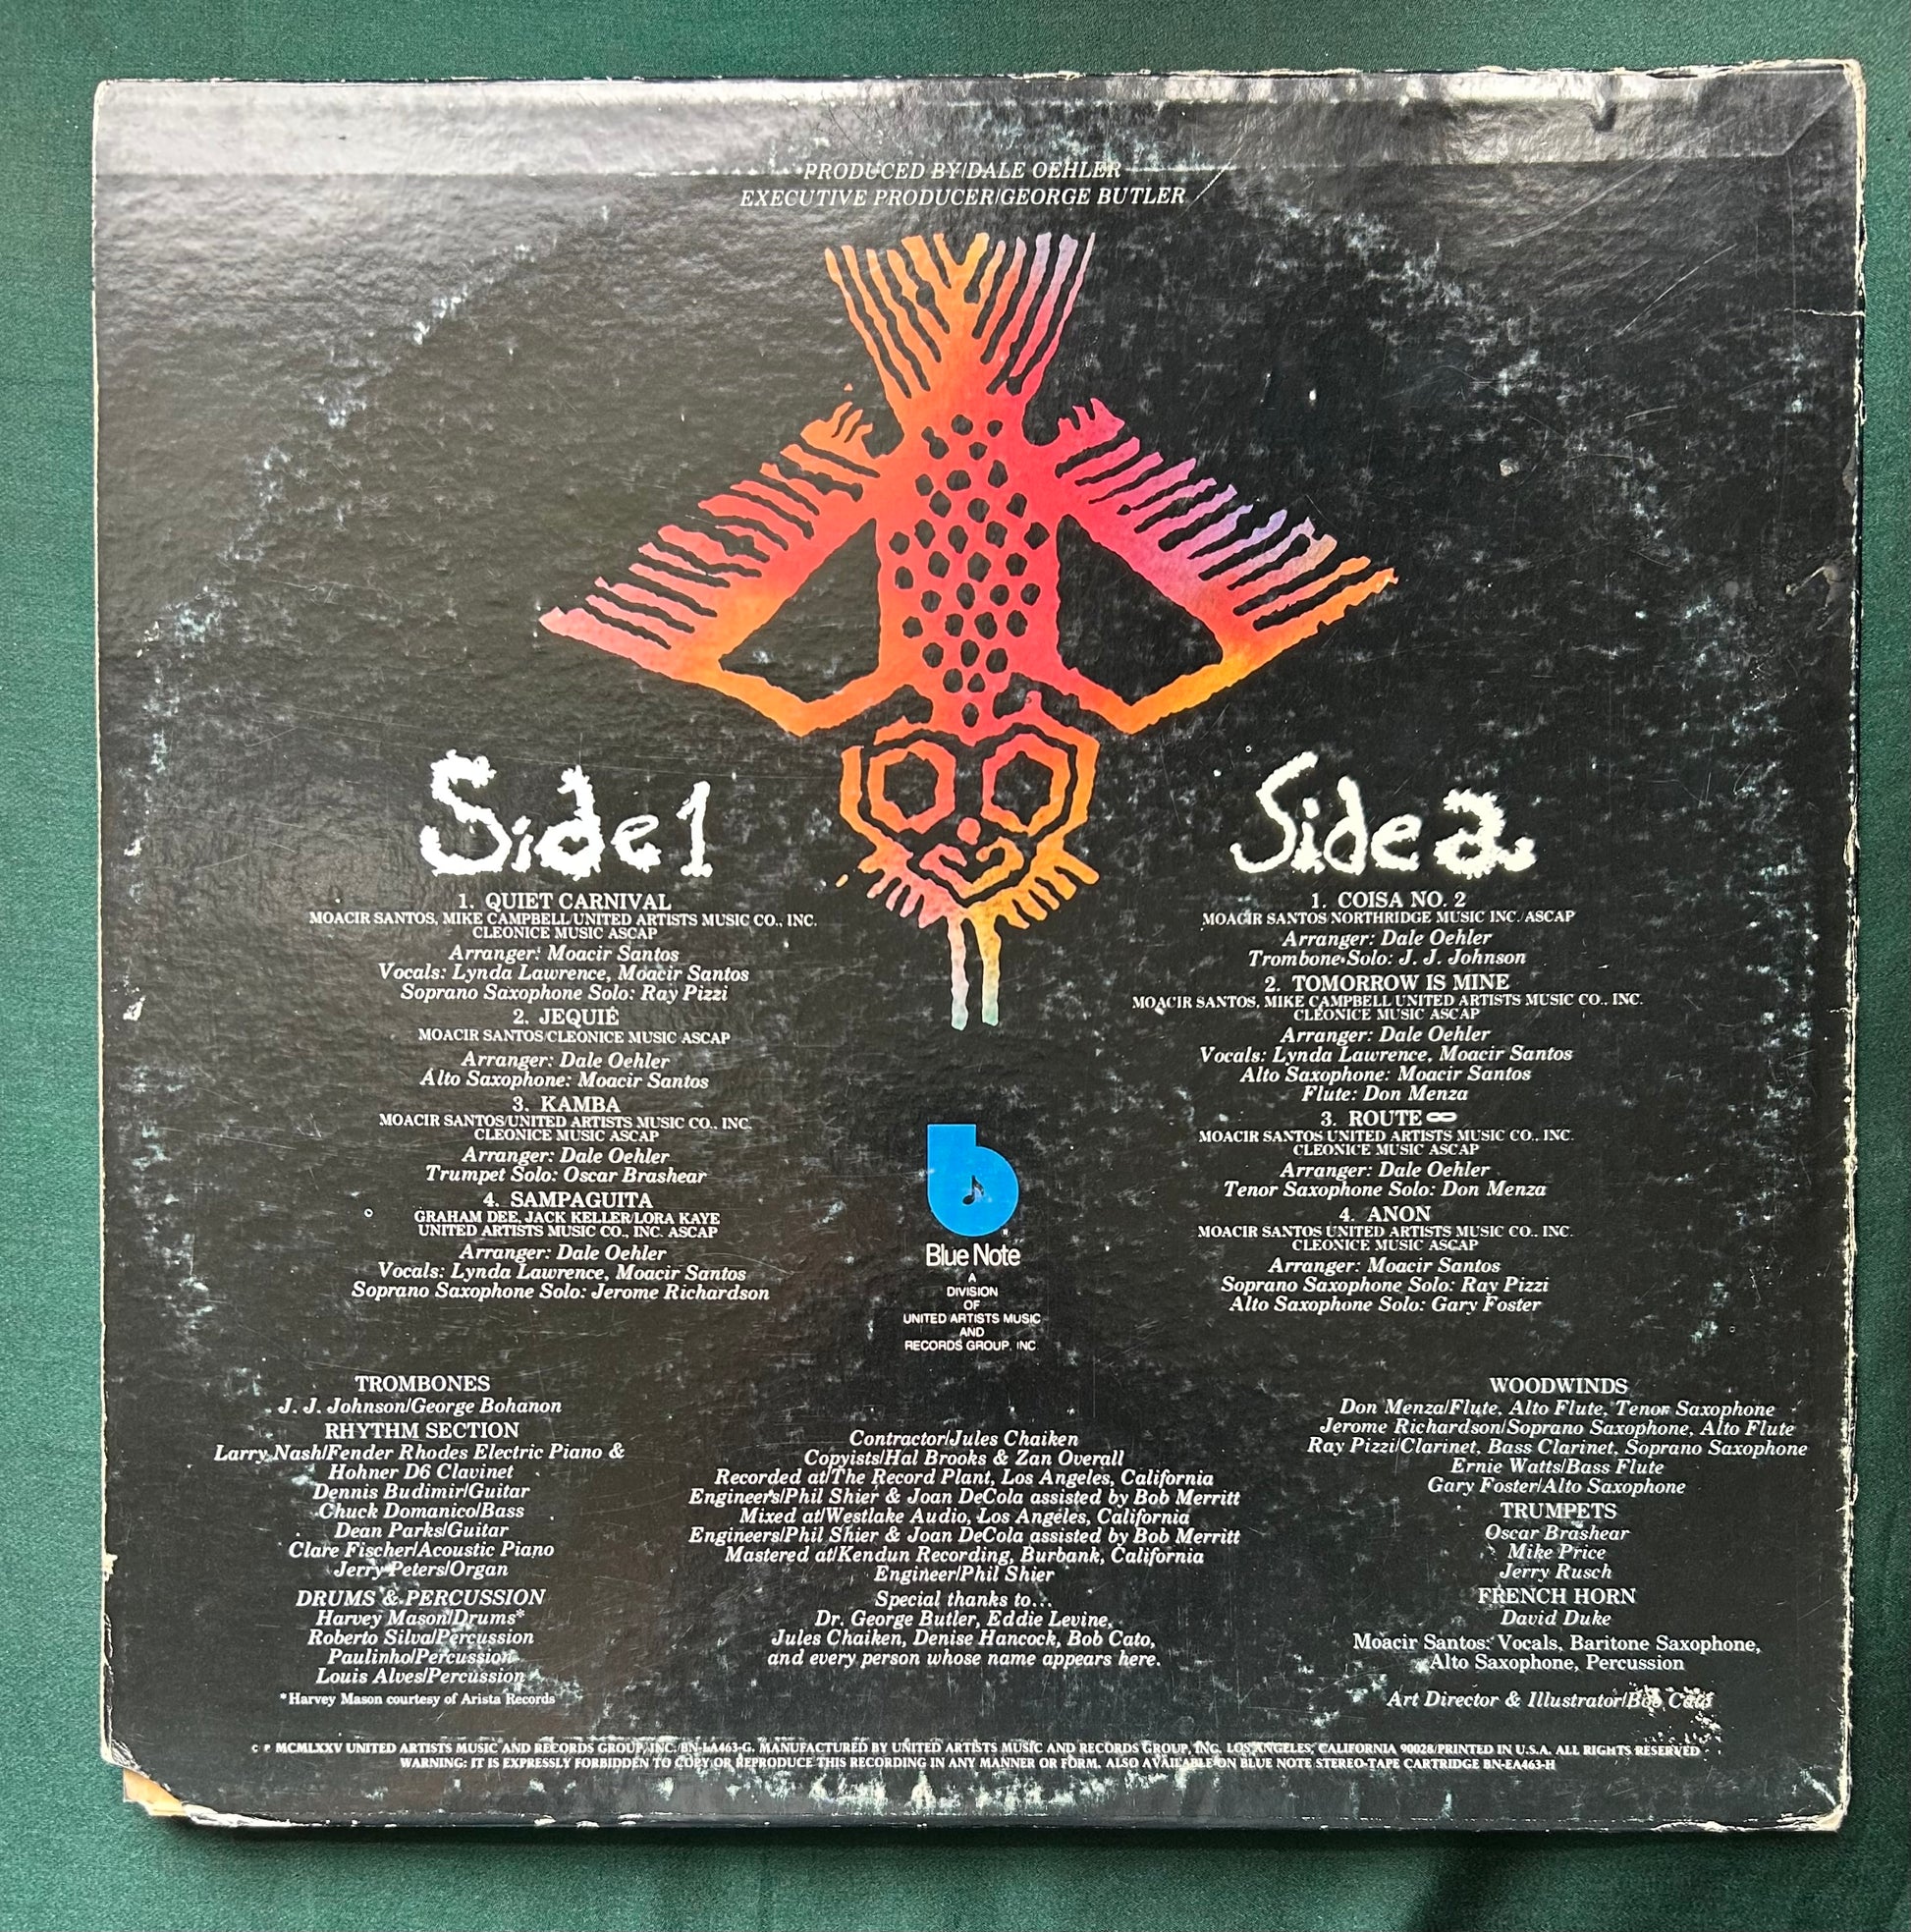 PRODUCED BY/DALE OEHLER
EXECUTIVE PRODUCER/GEORGE BUTLER
Side 1
1. QUIET CARNIVAL
MOACIR SANTOS, MIKE CAMPBELL/UNITED ARTISTS MUSIC CO., INC.
CLEONICE MUSIC ASCAP
Arranger: Moacir Santos
Vocals: Lynda Lawrence, Moacir Santos
Soprano Saxophone Solo: Ray Pizzi
2. JEQUIÉ
MOACIR SANTOS/CLEONICE MUSIC ASCAP
Arranger: Dale Oehler
Alto Saxophone: Moacir Santos
3. KAMBA
MOACIR SANTOS/UNITED ARTISTS MUSIC CO., INC.
CLEONICE MUSIC ASCAP
Arranger: Dale Oehler
Trumpet Solo: Oscar Brashear
4. SAMPAGUITA
GRAHAM DEE, JACK KELLER/LORA KAYE
UNITED ARTISTS MUSIC CO., INC. ASCAP
Arranger: Dale Oehler
Vocals: Lynda Lawrence, Moacir Santos
Soprano Saxophone Solo: Jerome Richardson
Side 2
1. COISA NO. 2
MOACIR SANTOS/NORTHRIDGE MUSIC INC./ASCAP
Arranger: Dale Oehler
Trombone Solo: J. J. Johnson
2. TOMORROW IS MINE
MOACIR SANTOS, MIKE CAMPBELL/UNITED ARTISTS MUSIC CO., INC.
CLEONICE MUSIC ASCAP
Arranger: Dale Oehler
Vocals: Lynda Lawrence, Moacir Santos
Alto Saxophone: Moacir Santos
Flute: Don Menza
3. ROUTE ∞
MOACIR SANTOS/UNITED ARTISTS MUSIC CO., INC.
CLEONICE MUSIC ASCAP
Arranger: Dale Oehler
Tenor Saxophone Solo: Don Menza
4. ANON
MOACIR SANTOS/UNITED ARTISTS MUSIC CO., INC.
CLEONICE MUSIC ASCAP
Arranger: Moacir Santos
Soprano Saxophone Solo: Ray Pizzi
Alto Saxophone Solo: Gary Foster
b
Blue Note
A
DIVISION
OF
UNITED ARTISTS MUSIC
AND
RECORDS GROUP, INC.
TROMBONES
J. J. Johnson/George Bohanon
RHYTHM SECTION
Larry Nash/Fender Rhodes Electric Piano &
Hohner D6 Clavinet
Dennis Budimir/Guitar
Chuck Domanico/Bass
Dean Parks/Guitar
Clare Fischer/Acoustic Piano
Jerry Peters/Organ
DRUMS & PERCUSSION
Harvey Mason/Drums*
Roberto Silva/Percussion
Paulinho/Percussion
Louis Alves/Percussion
*Harvey Mason courtesy of Arista Records
Contractor/Jules Chaiken
Copyists/Hal Brooks & Zan Overall
Recorded at/The Record Plant, Los Angeles, California
Engineers/Phil Shier & Joan DeCola assisted by Bob Merritt
Mixed at/Westlake Audio, Los Angeles, California
Engineers/Phil Shier & Joan DeCola assisted by Bob Merritt
Mastered at/Kendun Recording, Burbank, California
Engineer/Phil Shier
Special thanks to...
Dr. George Butler, Eddie Levine,
Jules Chaiken, Denise Hancock, Bob Cato,
and every person whose name appears here.
WOODWINDS
Don Menza/Flute, Alto Flute, Tenor Saxophone
Jerome Richardson/Soprano Saxophone, Alto Flute
Ray Pizzi/Clarinet, Bass Clarinet, Soprano Saxophone
Ernie Watts/Bass Flute
Gary Foster/Alto Saxophone
TRUMPETS
Oscar Brashear
Mike Price
Jerry Rusch
FRENCH HORN
David Duke
Moacir Santos: Vocals, Baritone Saxophone,
Alto Saxophone, Percussion
Art Director & Illustrator/Bob Cato
C P MCMLXXV UNITED ARTISTS MUSIC AND RECORDS GROUP, INC. BN-LA463-G. MANUFACTURED BY UNITED ARTISTS MUSIC AND RECORDS GROUP, INC. LOS ANGELES, CALIFORNIA 90028/PRINTED IN U.S.A. ALL RIGHTS RESERVED
WARNING: IT IS EXPRESSLY FORBIDDEN TO COPY OR REPRODUCE THIS RECORDING IN ANY MANNER OR FORM. ALSO AVAILABLE ON BLUE NOTE STEREO-TAPE CARTRIDGE BN-EA463-H